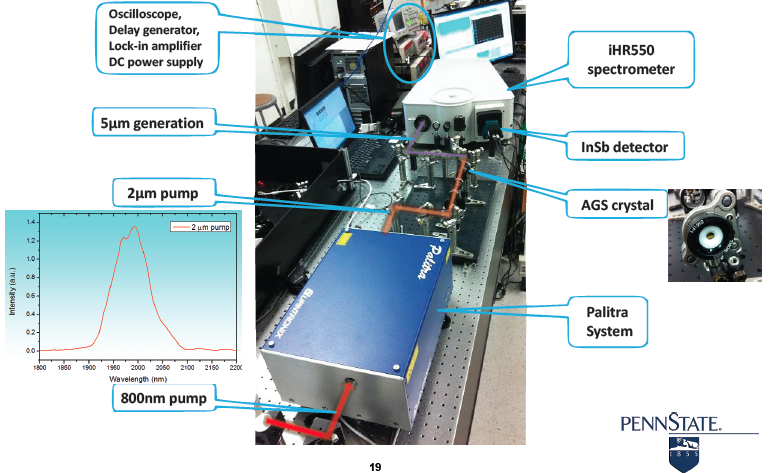 Oscilloscope,
Delay generator,
Lock-in amplifier
DC power supply
iHR550
spectrometer
5μm generation
InSb detector
2μm pump
AGS crystal
1.4
1.2
1.0
0.8
0.6
0.4
0.2
0.0
Intensity (a.u.)
2 μm pump
1800 1850 1900 1950 2000 2050 2100 2150 2200
Wavelength (nm)
Palitra
QUANTRONIX
Palitra
System
800nm pump
PENNSTATE.
1855
19